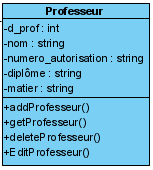 Professeur
-d_prof : int
-nom : string
-numero_autorisation : string
-diplôme : string
-matier : string
+addProfesseur()
+getProfesseur()
+deleteProfesseur()
+EditProfesseur()